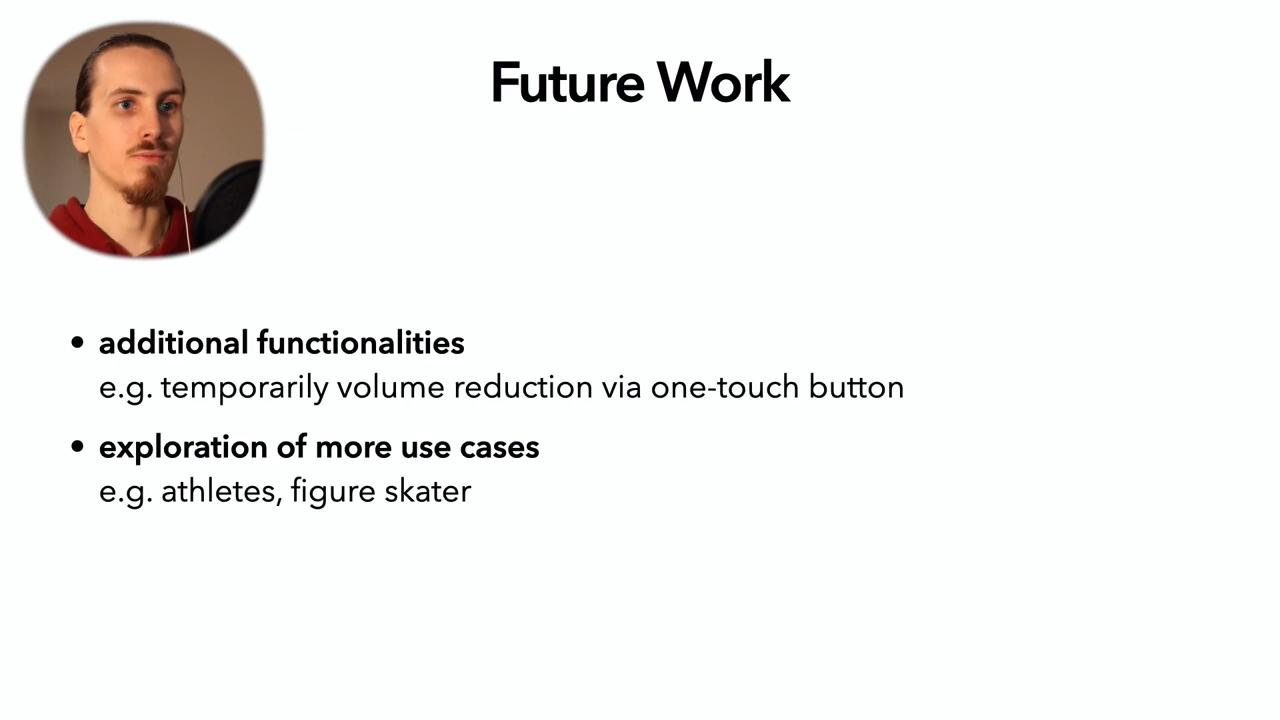 Future Work
• additional functionalities
e.g. temporarily volume reduction via one-touch button
• exploration of more use cases
e.g. athletes, figure skater